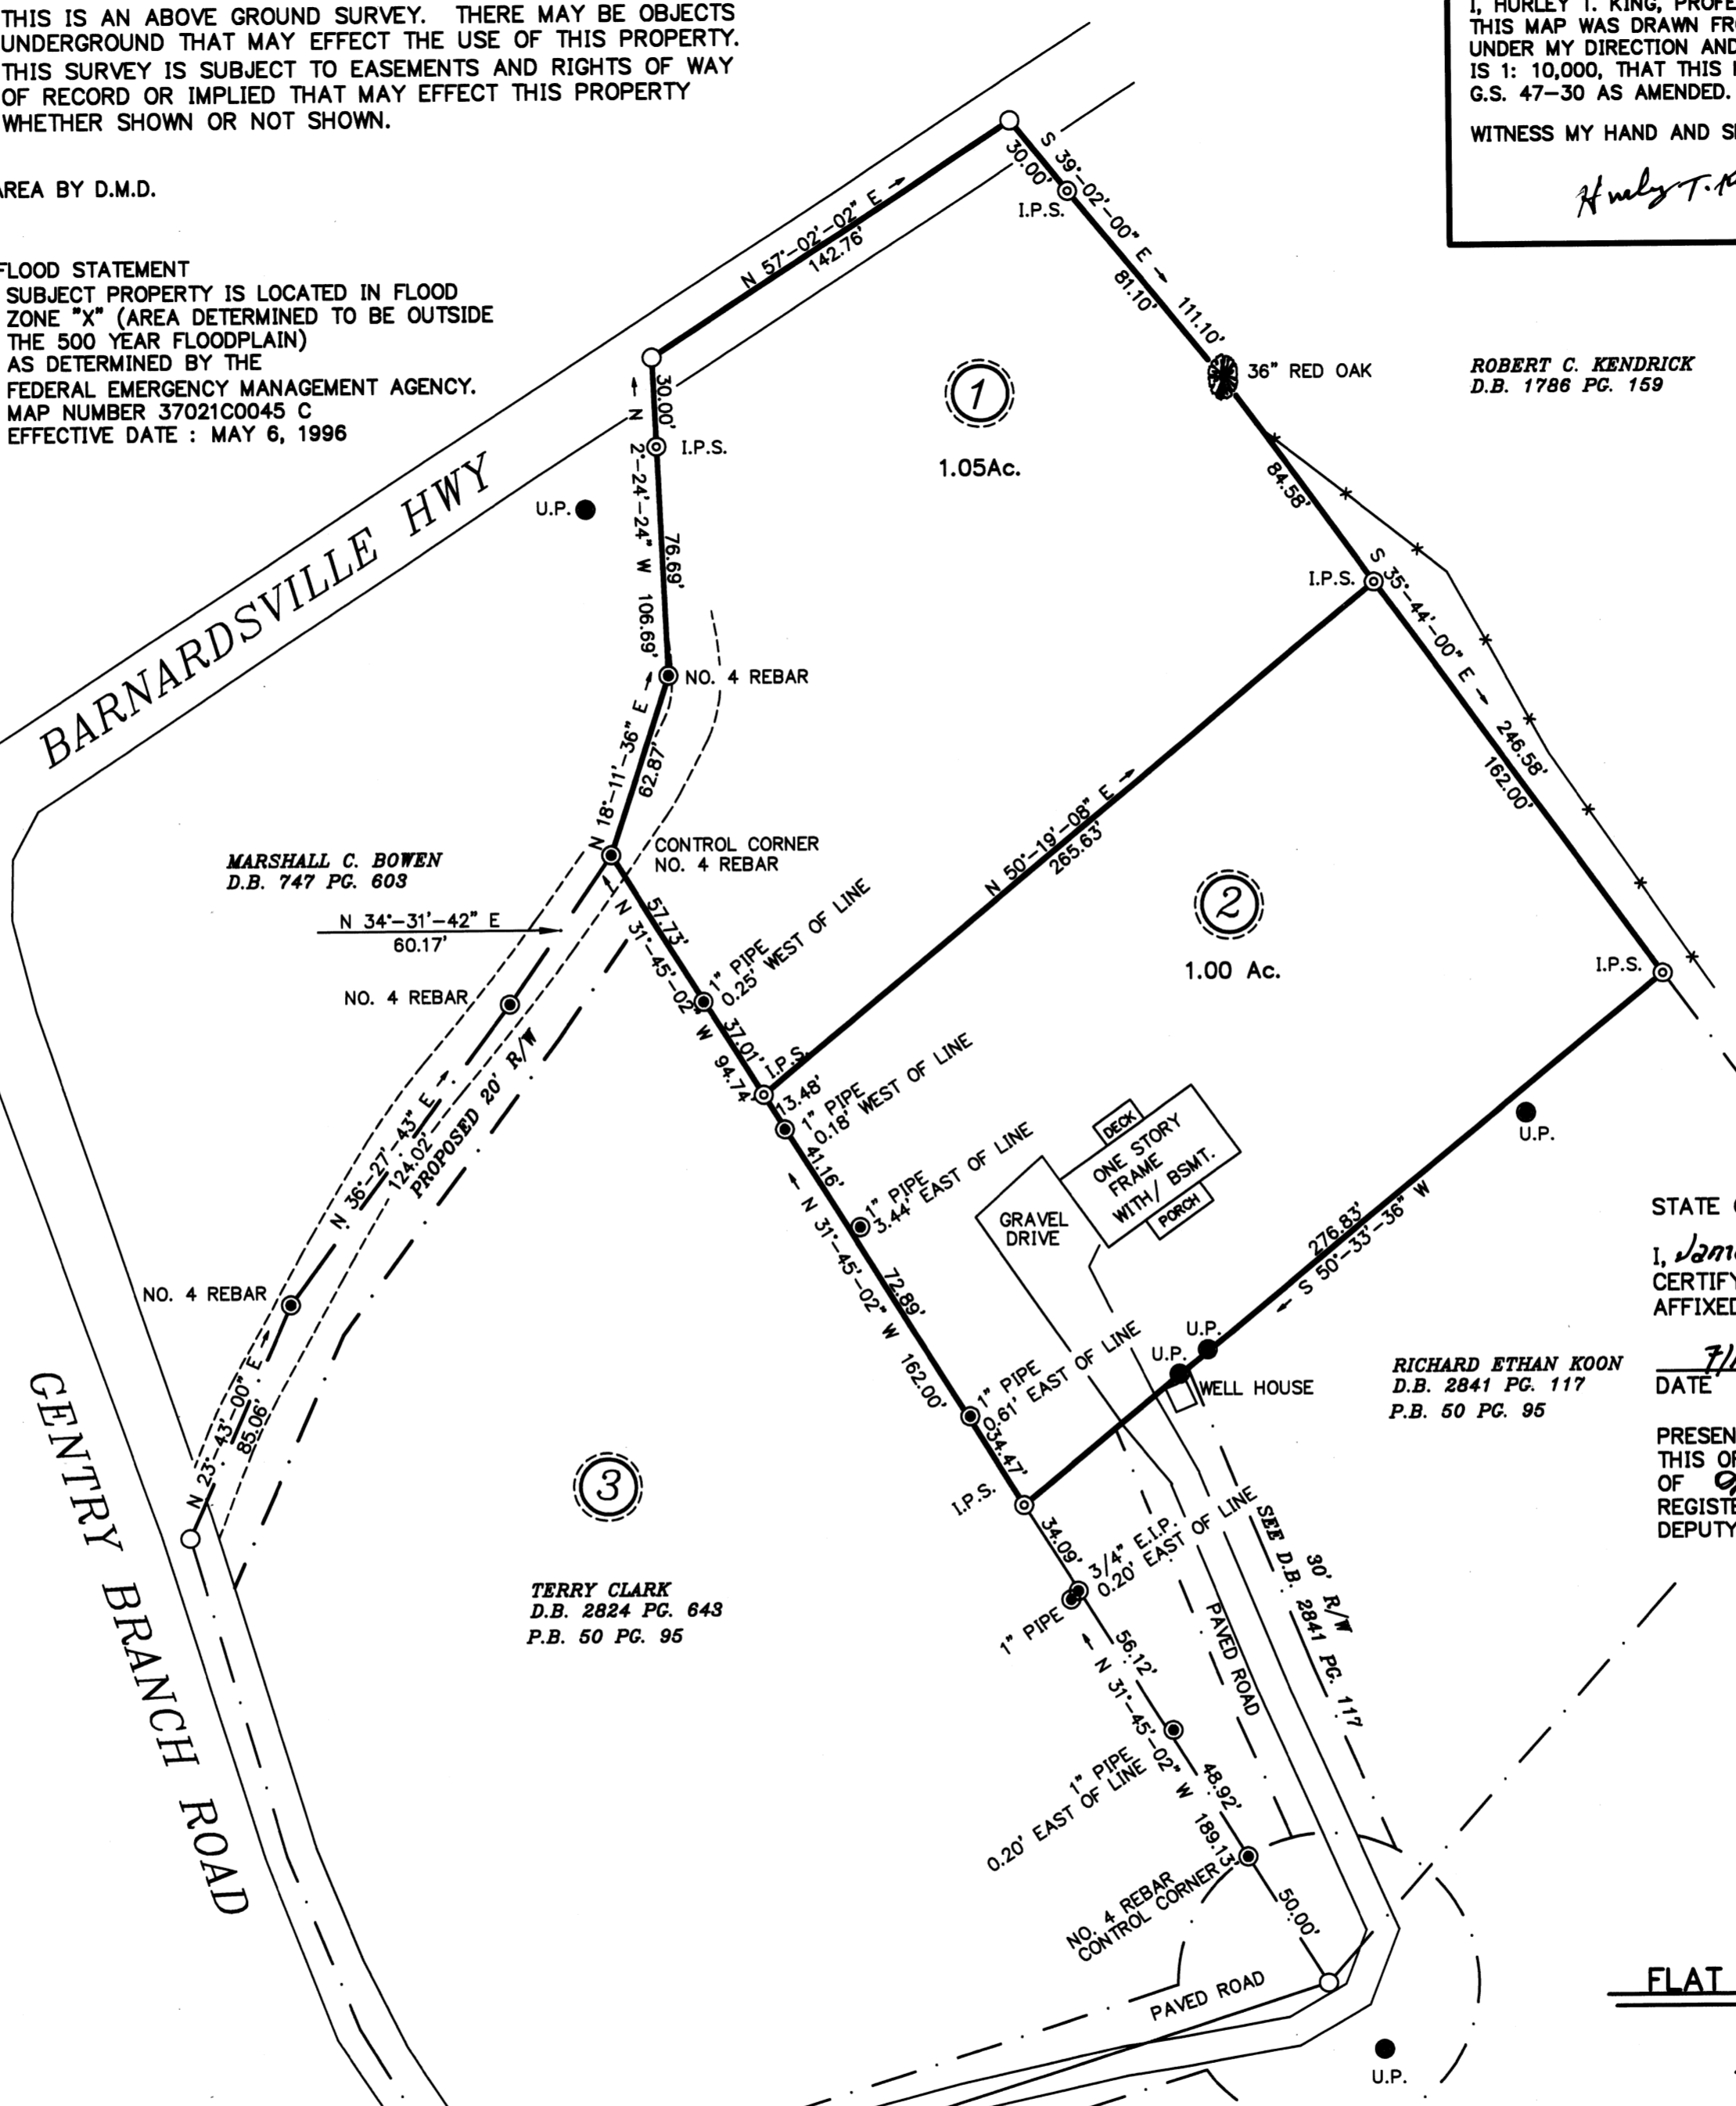 THIS IS AN ABOVE GROUND SURVEY. THERE MAY BE OBJECTS
UNDERGROUND THAT MAY EFFECT THE USE OF THIS PROPERTY.
THIS SURVEY IS SUBJECT TO EASEMENTS AND RIGHTS OF WAY
OF RECORD OR IMPLIED THAT MAY EFFECT THIS PROPERTY
WHETHER SHOWN OR NOT SHOWN.
AREA BY D.M.D.
FLOOD STATEMENT
SUBJECT PROPERTY IS LOCATED IN FLOOD
ZONE "X" (AREA DETERMINED TO BE OUTSIDE
THE 500 YEAR FLOODPLAIN)
AS DETERMINED BY THE
FEDERAL EMERGENCY MANAGEMENT AGENCY.
MAP NUMBER 37021C0045 C
EFFECTIVE DATE : MAY 6, 1996
I, HURLEY T. KING,
THIS MAP WAS DRAWN
UNDER MY DIRECTION AND
IS 1: 10,000, THAT THIS
G.S. 47-30 AS AMENDED.
WITNESS MY HAND AND
N 57°-02'-02" E
142.76'
S 39°-02'-00" E
111.10'
30.00'
I.P.S.
81.10'
36" RED OAK
ROBERT C. KENDRICK
D.B. 1786 PG. 159
1
1.05Ac.
84.58'
30.00'
I.P.S.
N 2°-24'-24" W 106.69'
76.69'
U.P.
BARNARDSVILLE HWY
I.P.S.
S 35°-44'-00" E
246.58'
162.00'
NO. 4 REBAR
N 18°-11'-36" E
62.87'
CONTROL CORNER
NO. 4 REBAR
MARSHALL C. BOWEN
D.B. 747 PG. 603
N 34°-31'-42" E
60.17'
NO. 4 REBAR
57.73'
1" PIPE
0.25' WEST OF LINE
N 31°-45'-02" W 94.74'
37.01'
I.P.S.
N 50°-19'-08" E
265.63'
2
1.00 Ac.
I.P.S.
13.48'
1" PIPE
0.18' WEST OF LINE
41.16'
1" PIPE
3.44' EAST OF LINE
DECK
ONE STORY
FRAME
WITH/ BSMT.
PORCH
GRAVEL
DRIVE
U.P.
N 36°-27'-43" E
124.02'
PROPOSED 20' R/W
NO. 4 REBAR
N 31°-45'-02" W 162.00'
72.89'
276.83'
S 50°-33'-36" W
U.P.
U.P.
WELL HOUSE
1" PIPE
0.61' EAST OF LINE
34.47'
I.P.S.
RICHARD ETHAN KOON
D.B. 2841 PG. 117
P.B. 50 PG. 95
STATE
I,
DATE
THIS
OF
N 23°-43'-00" E
85.06'
3
GENTRY BRANCH ROAD
TERRY CLARK
D.B. 2824 PG. 643
P.B. 50 PG. 95
34.09'
3/4" E.I.P.
0.20' EAST OF LINE
1" PIPE
SEE D.B. 2841 PG. 117
30' R/W
PAVED ROAD
56.12'
N 31°-45'-02" W 189.13'
1" PIPE
0.20' EAST OF LINE
48.92'
NO. 4 REBAR
CONTROL CORNER
50.00'
PAVED ROAD
FLAT
U.P.